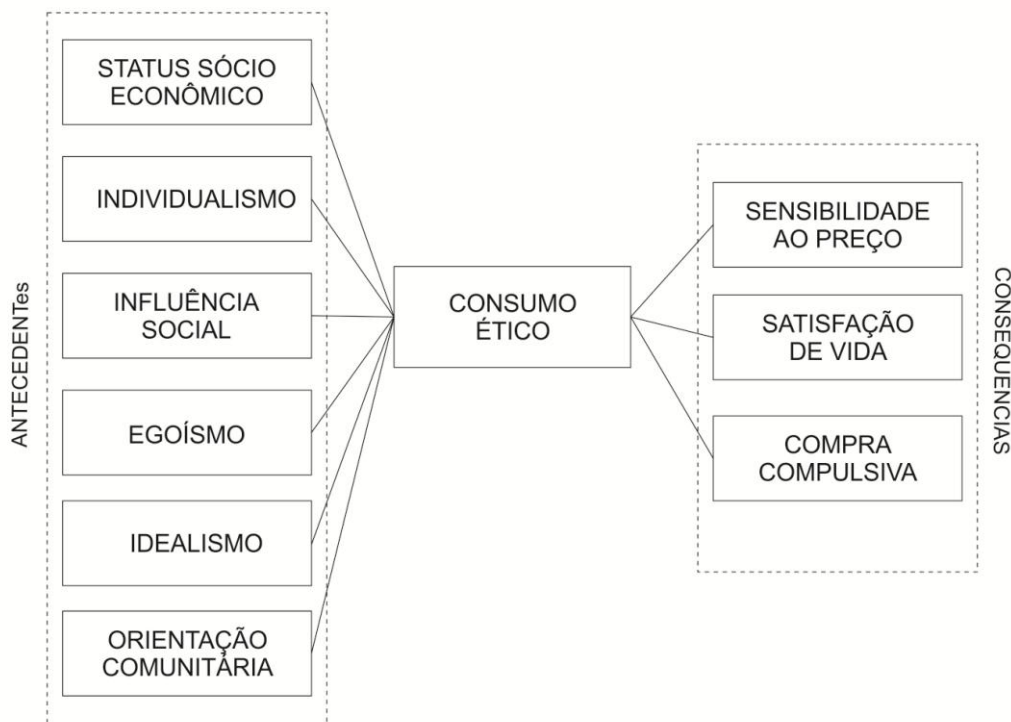 ANTECEDENTes
STATUS SÓCIO
ECONÔMICO
INDIVIDUALISMO
INFLUÊNCIA
SOCIAL
EGOÍSMO
IDEALISMO
ORIENTAÇÃO
COMUNITÁRIA
CONSUMO
ÉTICO
SENSIBILIDADE
AO PREÇO
SATISFAÇÃO
DE VIDA
COMPRA
COMPULSIVA
CONSEQUENCIAS